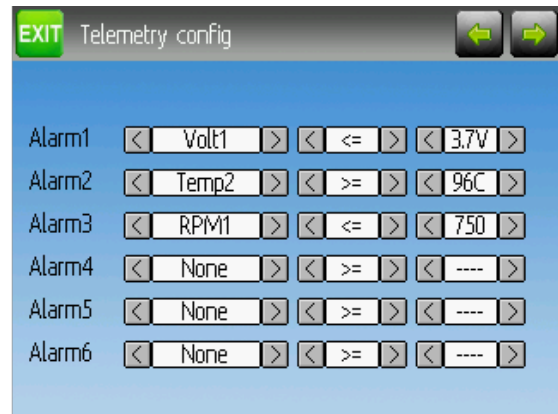 EXIT Telemetry config
Alarm1 < Volt1 > < <= > < 3.7V >
Alarm2 < Temp2 > < >= > < 96C >
Alarm3 < RPM1 > < <= > < 750 >
Alarm4 < None > < >= > < ---- >
Alarm5 < None > < >= > < ---- >
Alarm6 < None > < >= > < ---- >